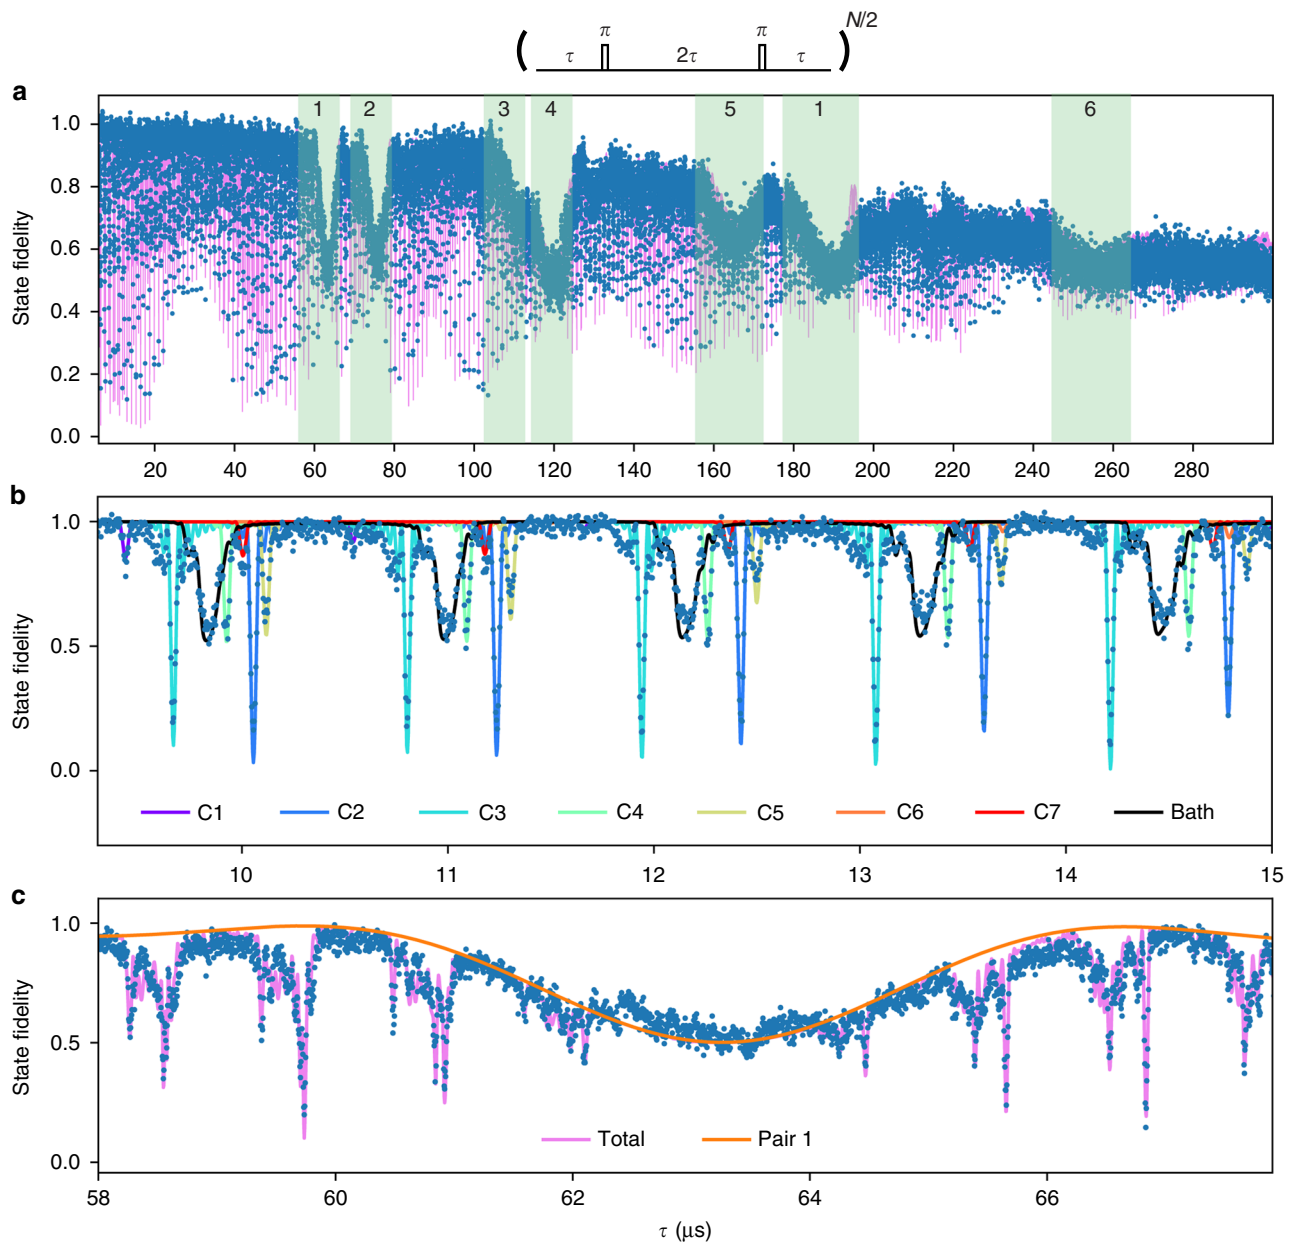 ( τ π 2τ π τ ) N/2
a
1 2 3 4 5 1 6
State fidelity
1.0
0.8
0.6
0.4
0.2
0.0
20 40 60 80 100 120 140 160 180 200 220 240 260 280
b
State fidelity
1.0
0.5
0.0
C1 C2 C3 C4 C5 C6 C7 Bath
10 11 12 13 14 15
c
State fidelity
1.0
0.5
0.0
Total Pair 1
58 60 62 64 66
τ (μs)